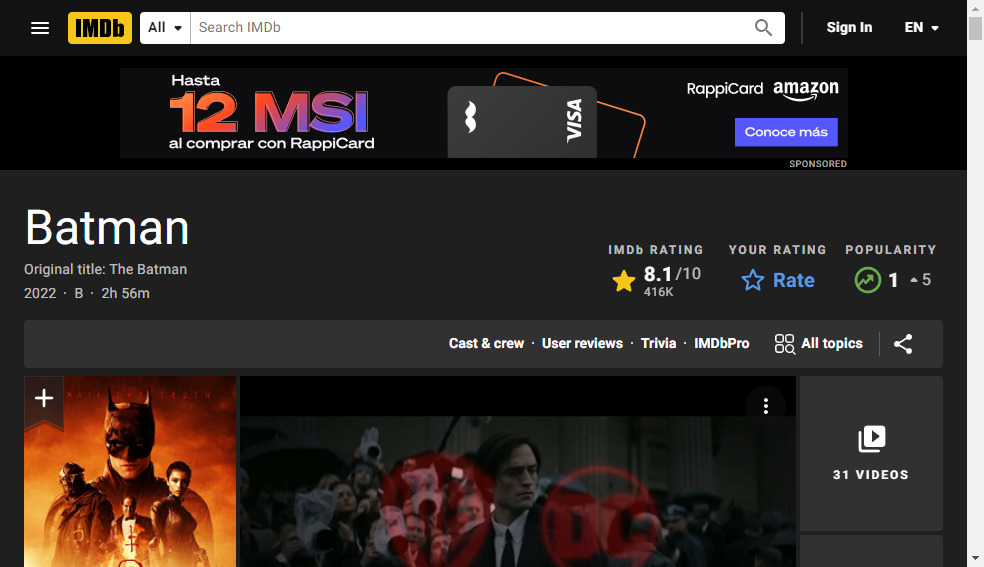 IMDb
All
Search IMDb
Sign In
EN
Hasta
12 MSI
al comprar con RappiCard
VISA
RappiCard amazon
Conoce más
SPONSORED
Batman
Original title: The Batman
2022 · B · 2h 56m
IMDb RATING
8.1/10
416K
YOUR RATING
Rate
POPULARITY
1
5
Cast & crew · User reviews · Trivia · IMDbPro
All topics
TRUTH
DC
31 VIDEOS